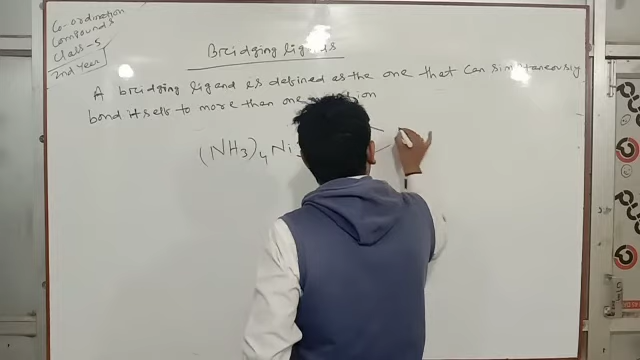 Co-ordination
Compounds
Class-5
2nd Year
Bridging ligands
A bridging ligand is defined as the one that can simultaneously
bond itself to more than one
(NH3)4Ni